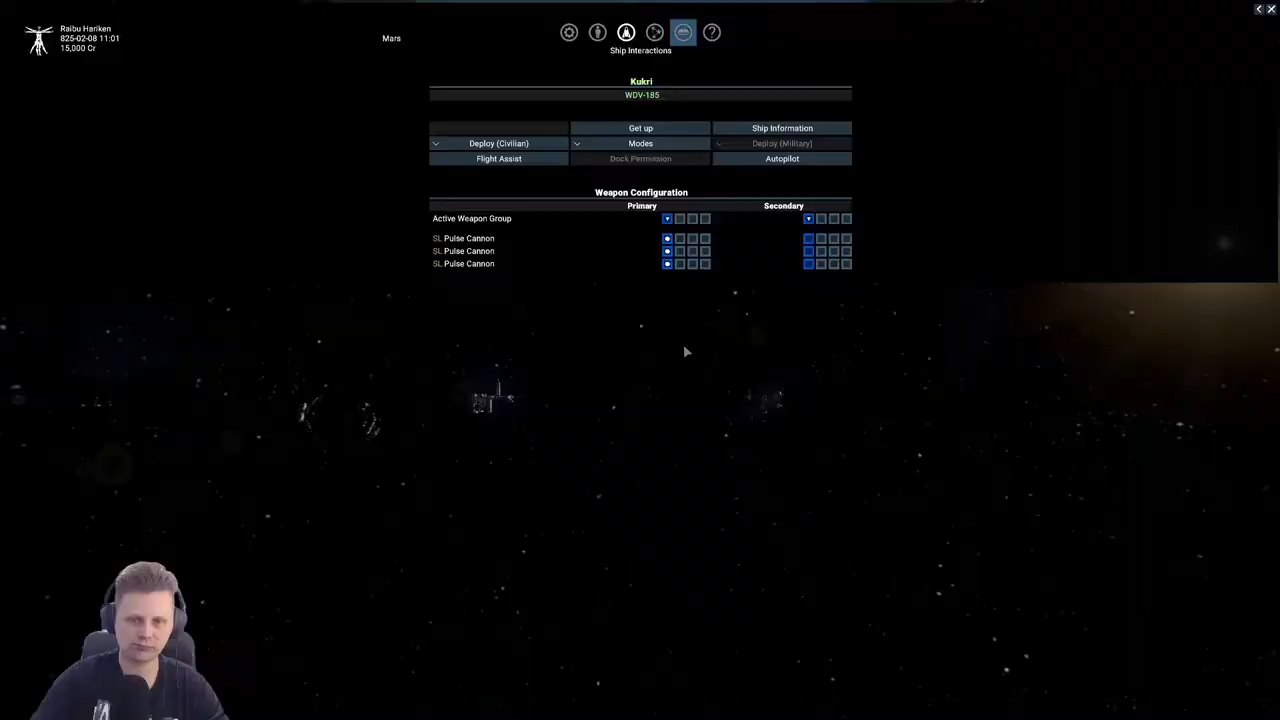 Raibu Hariken
825-02-08 11:01
15,000 Cr
Mars
Ship Interactions
Kukri
WDV-185
Get up
Ship Information
Deploy (Civilian)
Modes
Deploy (Military)
Flight Assist
Dock Permission
Autopilot
Weapon Configuration
Primary
Secondary
Active Weapon Group
SL Pulse Cannon
SL Pulse Cannon
SL Pulse Cannon